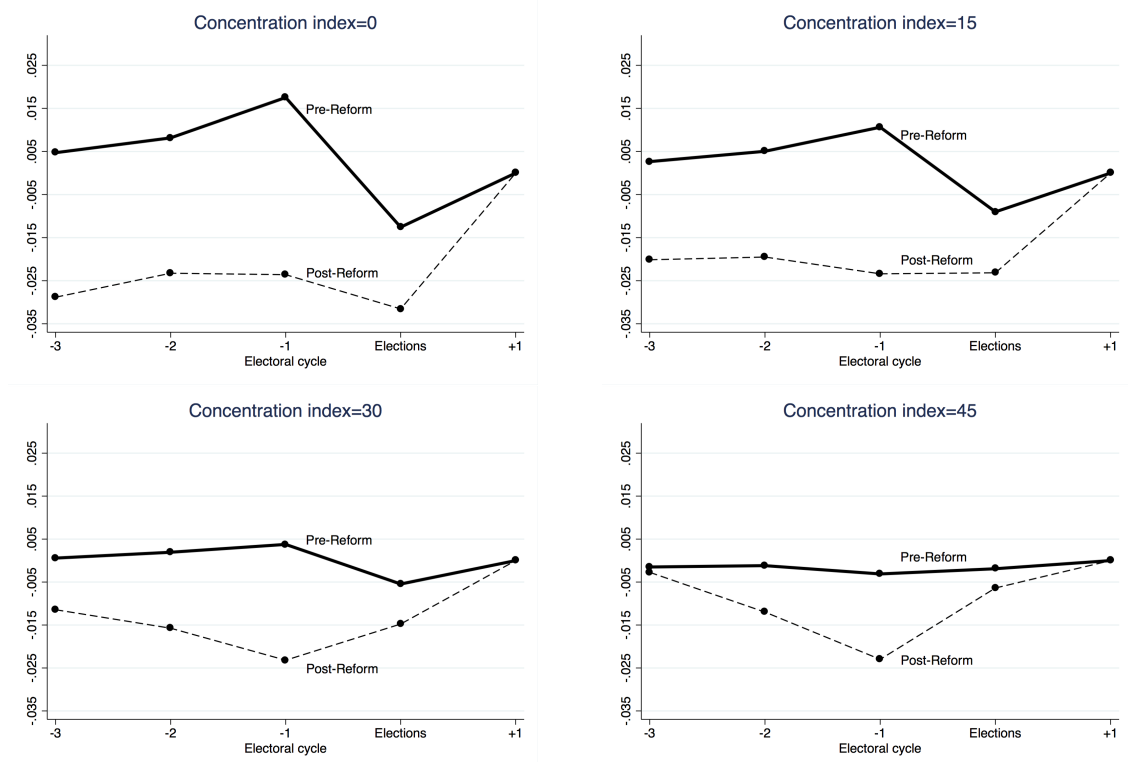 Concentration index=0
.025
.015
.005
-.005
-.015
-.025
-.035
Pre-Reform
Post-Reform
-3 -2 -1 Elections +1
Electoral cycle
Concentration index=15
.025
.015
.005
-.005
-.015
-.025
-.035
Pre-Reform
Post-Reform
-3 -2 -1 Elections +1
Electoral cycle
Concentration index=30
.025
.015
.005
-.005
-.015
-.025
-.035
Pre-Reform
Post-Reform
-3 -2 -1 Elections +1
Electoral cycle
Concentration index=45
.025
.015
.005
-.005
-.015
-.025
-.035
Pre-Reform
Post-Reform
-3 -2 -1 Elections +1
Electoral cycle